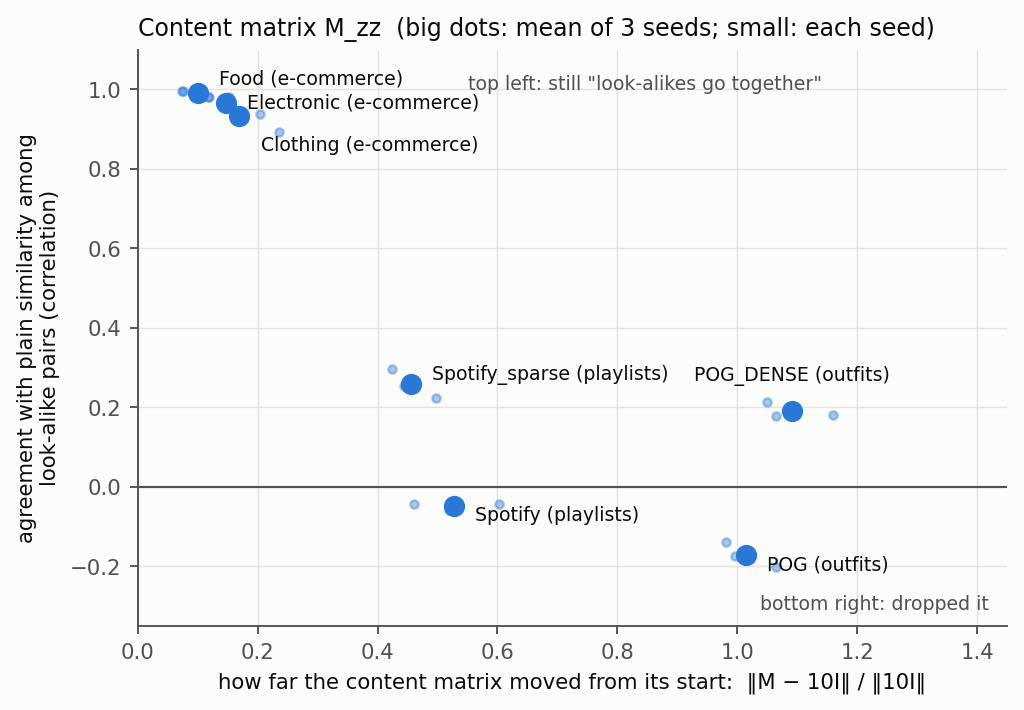 Content matrix M_zz  (big dots: mean of 3 seeds; small: each seed)
top left: still "look-alikes go together"
Food (e-commerce)
Electronic (e-commerce)
Clothing (e-commerce)
Spotify_sparse (playlists)
POG_DENSE (outfits)
Spotify (playlists)
POG (outfits)
bottom right: dropped it
agreement with plain similarity among
look-alike pairs (correlation)
1.0
0.8
0.6
0.4
0.2
0.0
−0.2
0.0 0.2 0.4 0.6 0.8 1.0 1.2 1.4
how far the content matrix moved from its start:  ‖M − 10I‖ / ‖10I‖